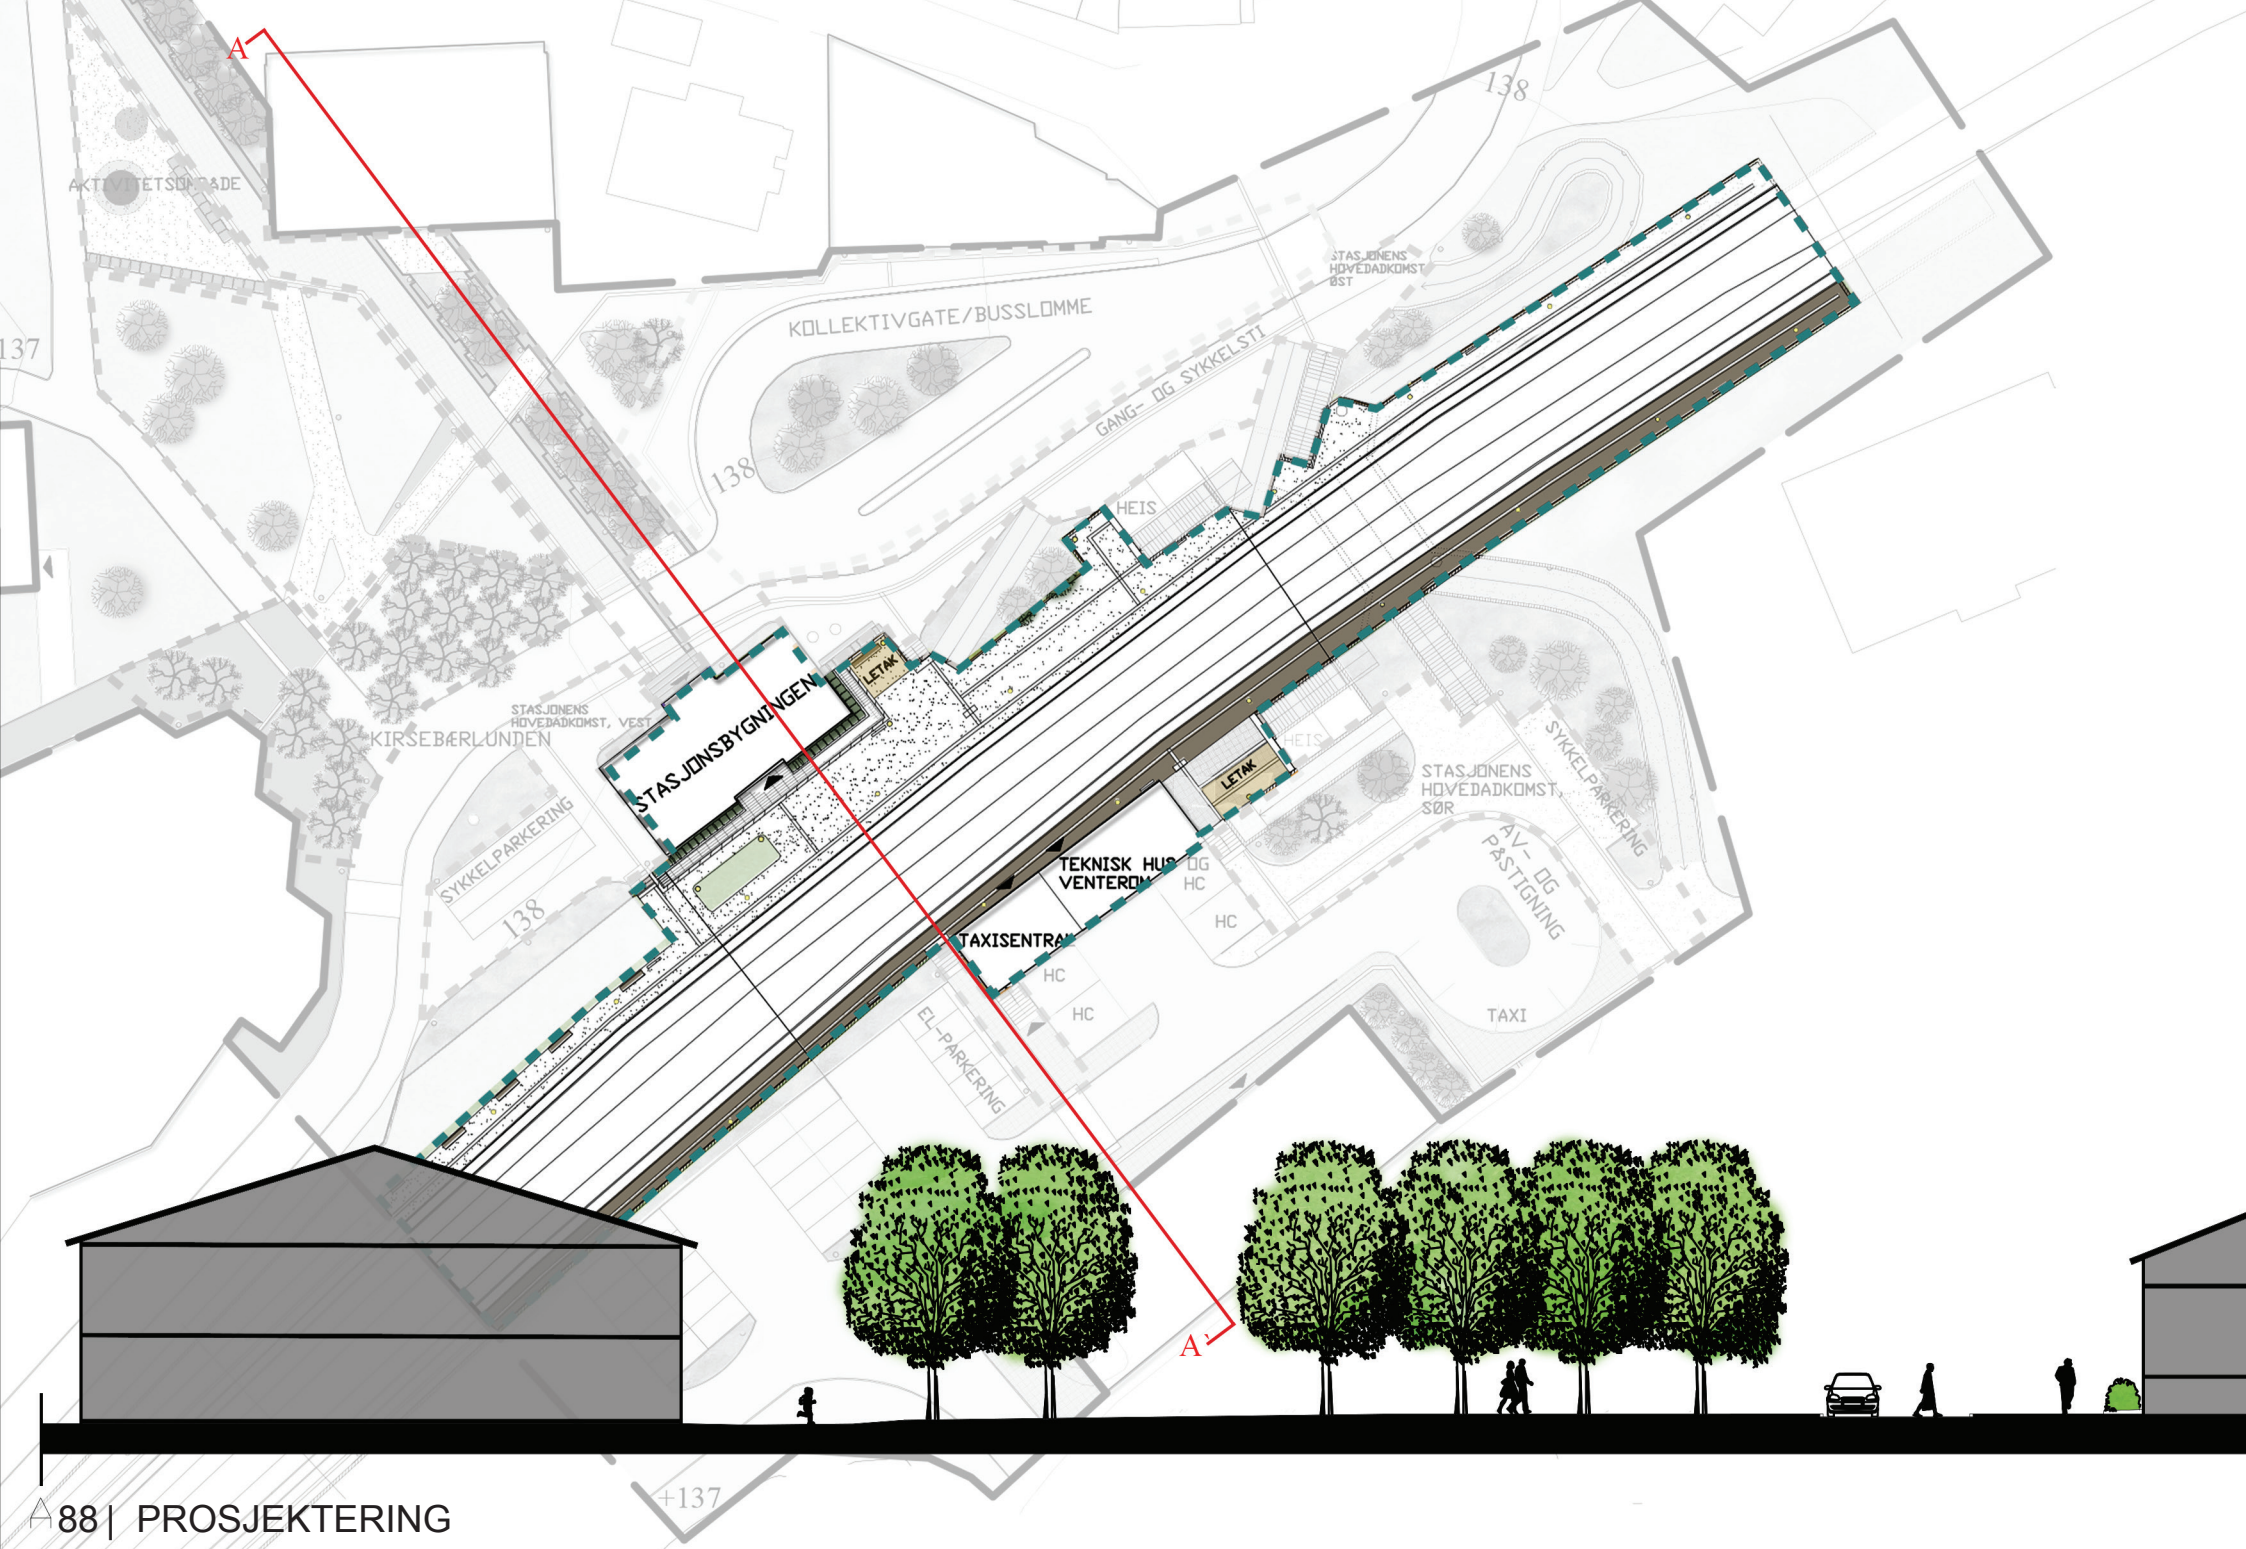 A
138
AKTIVITETSOMRÅDE
STASJONENS
HOVEDADKOMST
ØST
137
KOLLEKTIVGATE/BUSSLOMME
GANG- OG SYKKELSTI
138
HEIS
LETAK
STASJONSBYGNINGEN
STASJONENS
HOVEDADKOMST, VEST
KIRSEBÆRLUNDEN
HEIS
LETAK
STASJONENS
HOVEDADKOMST,
SØR
SYKKELPARKERING
SYKKELPARKERING
138
AV- OG
PÅSTIGNING
TEKNISK HUS OG
VENTEROM
HC
HC
TAXISENTRAL
HC
HC
EL-PARKERING
TAXI
A'
+137
A
88 | PROSJEKTERING